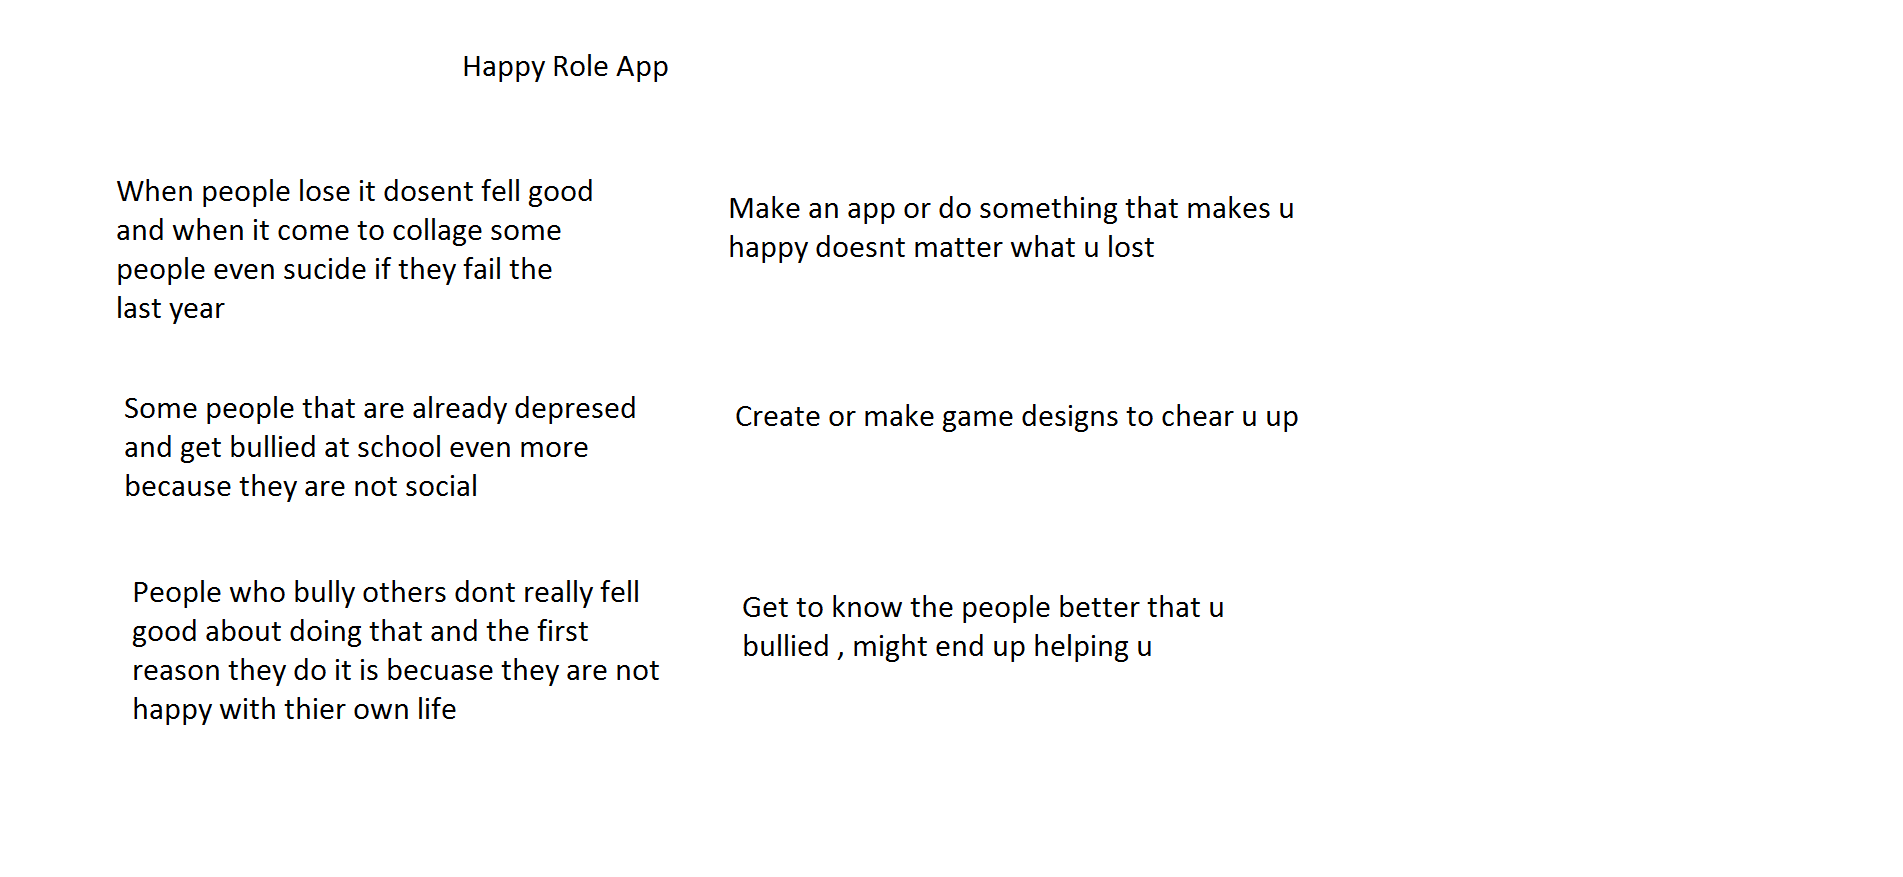 Happy Role App
When people lose it dosent fell good
and when it come to collage some
people even sucide if they fail the
last year
Make an app or do something that makes u
happy doesnt matter what u lost
Some people that are already depresed
and get bullied at school even more
because they are not social
Create or make game designs to chear u up
People who bully others dont really fell
good about doing that and the first
reason they do it is becuase they are not
happy with thier own life
Get to know the people better that u
bullied , might end up helping u